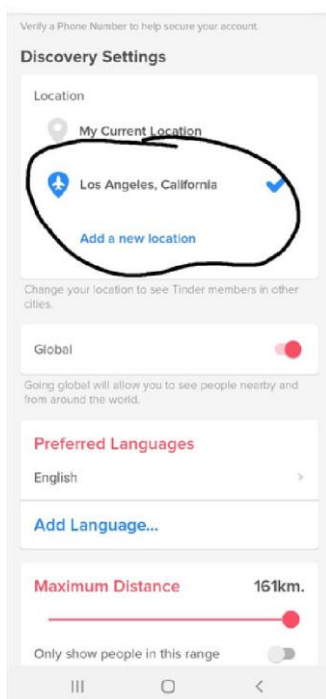 Verify a Phone Number to help secure your account.
Discovery Settings
Location
My Current Location
Los Angeles, California
Add a new location
Change your location to see Tinder members in other
cities.
Global
Going global will allow you to see people nearby and
from around the world.
Preferred Languages
English
Add Language...
Maximum Distance 161km.
Only show people in this range